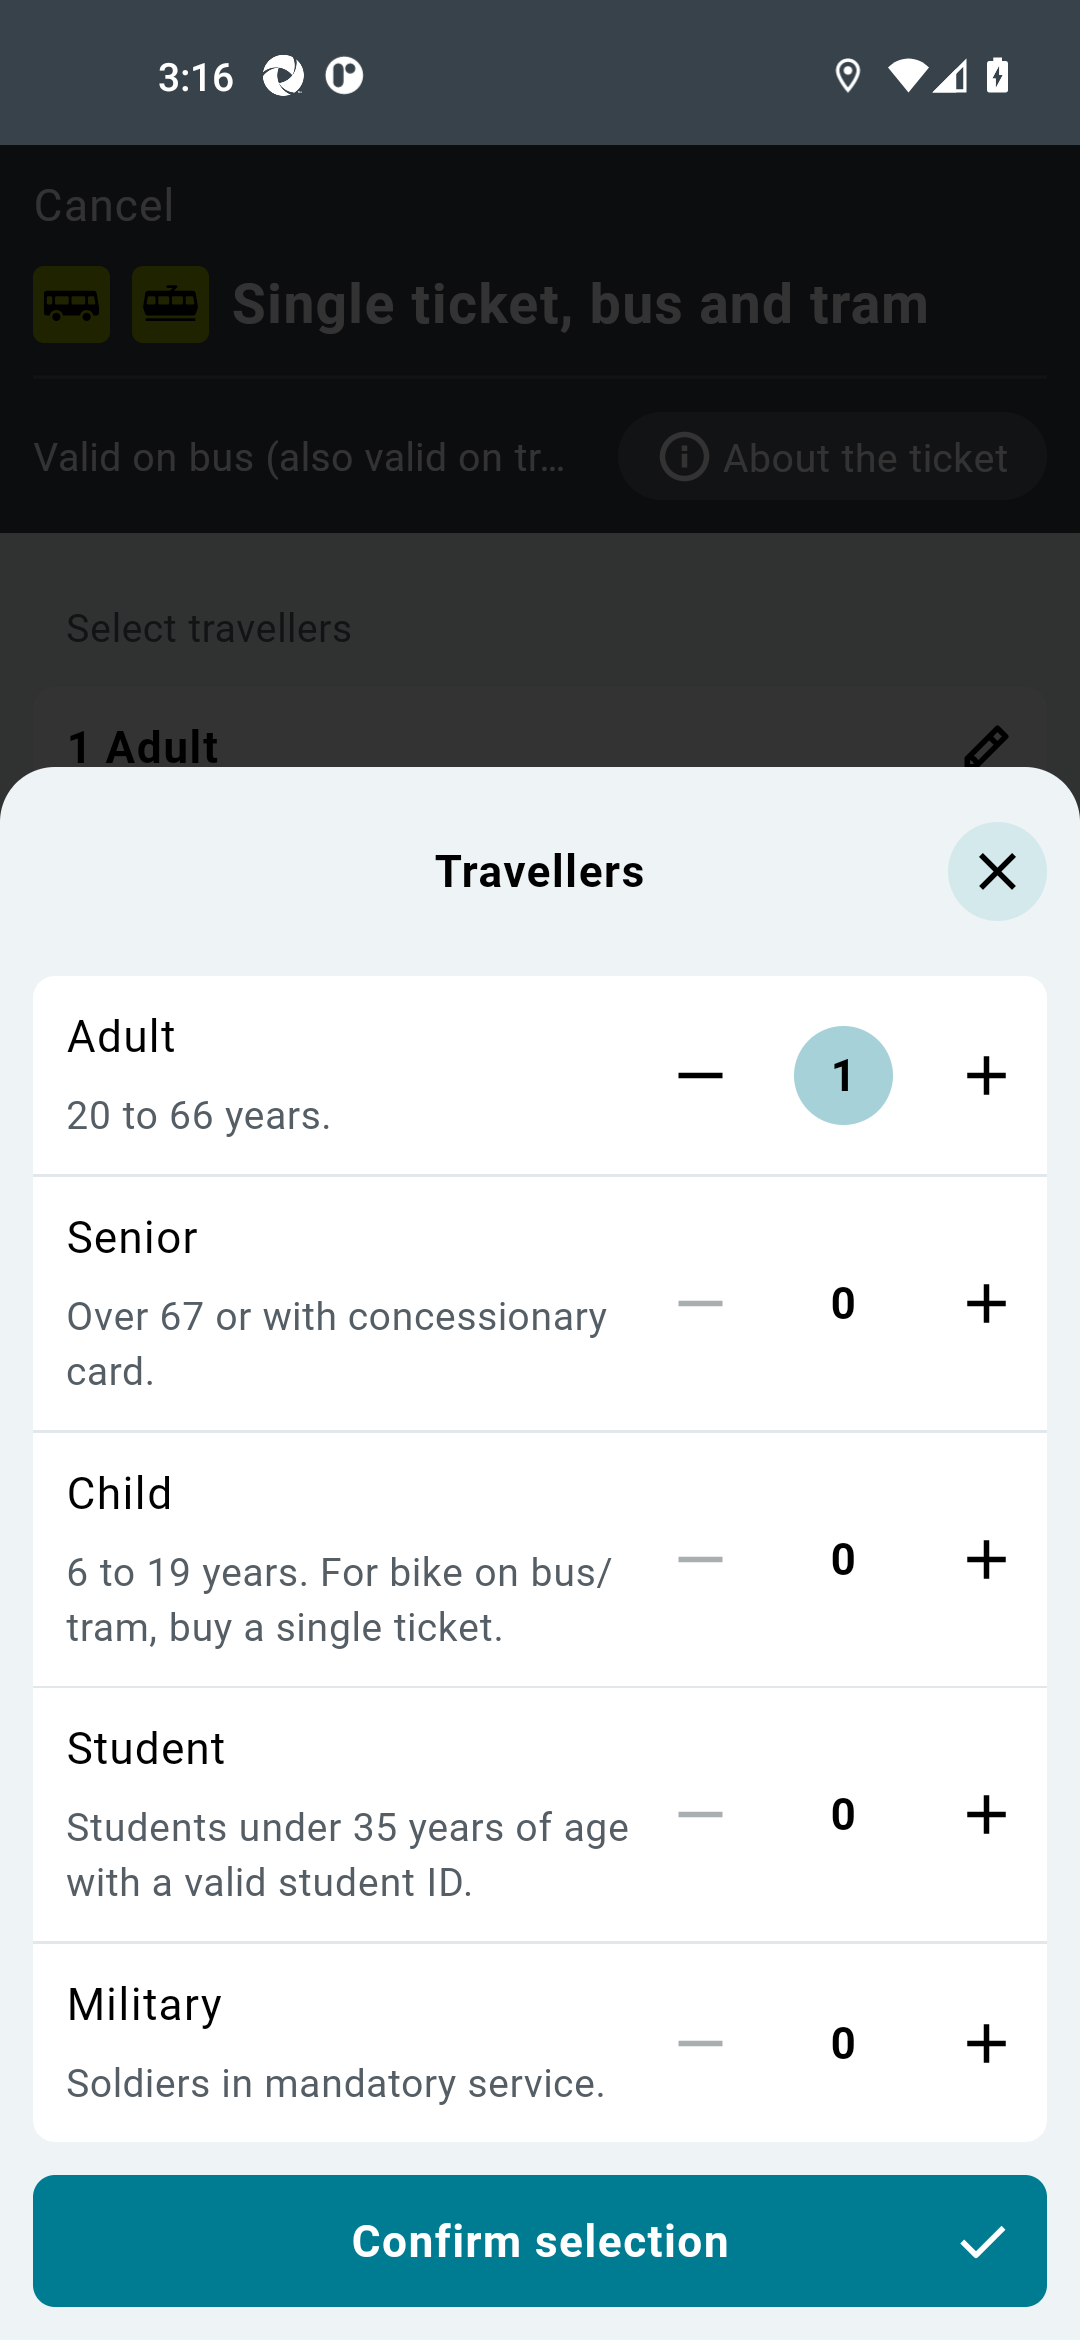 3:16
Cancel
Single ticket, bus and tram
Valid on bus (also valid on tr...
About the ticket
Select travellers
1 Adult
Travellers
Adult
20 to 66 years.
1
Senior
Over 67 or with concessionary
card.
0
Child
6 to 19 years. For bike on bus/
tram, buy a single ticket.
0
Student
Students under 35 years of age
with a valid student ID.
0
Military
Soldiers in mandatory service.
0
Confirm selection